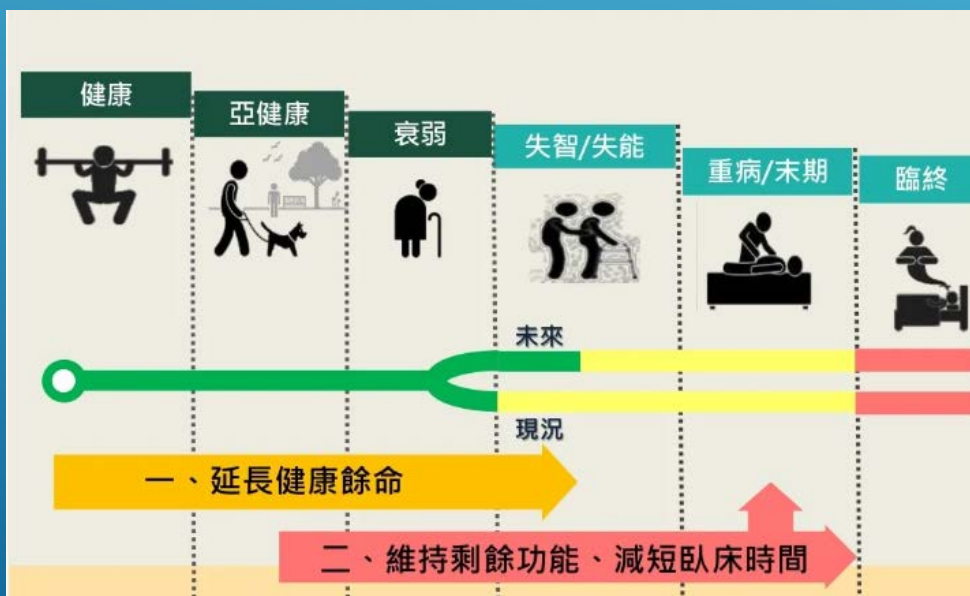 健康
亞健康
衰弱
失智/失能
重病/末期
臨終
未來
現況
一、延長健康餘命
二、維持剩餘功能、減短臥床時間